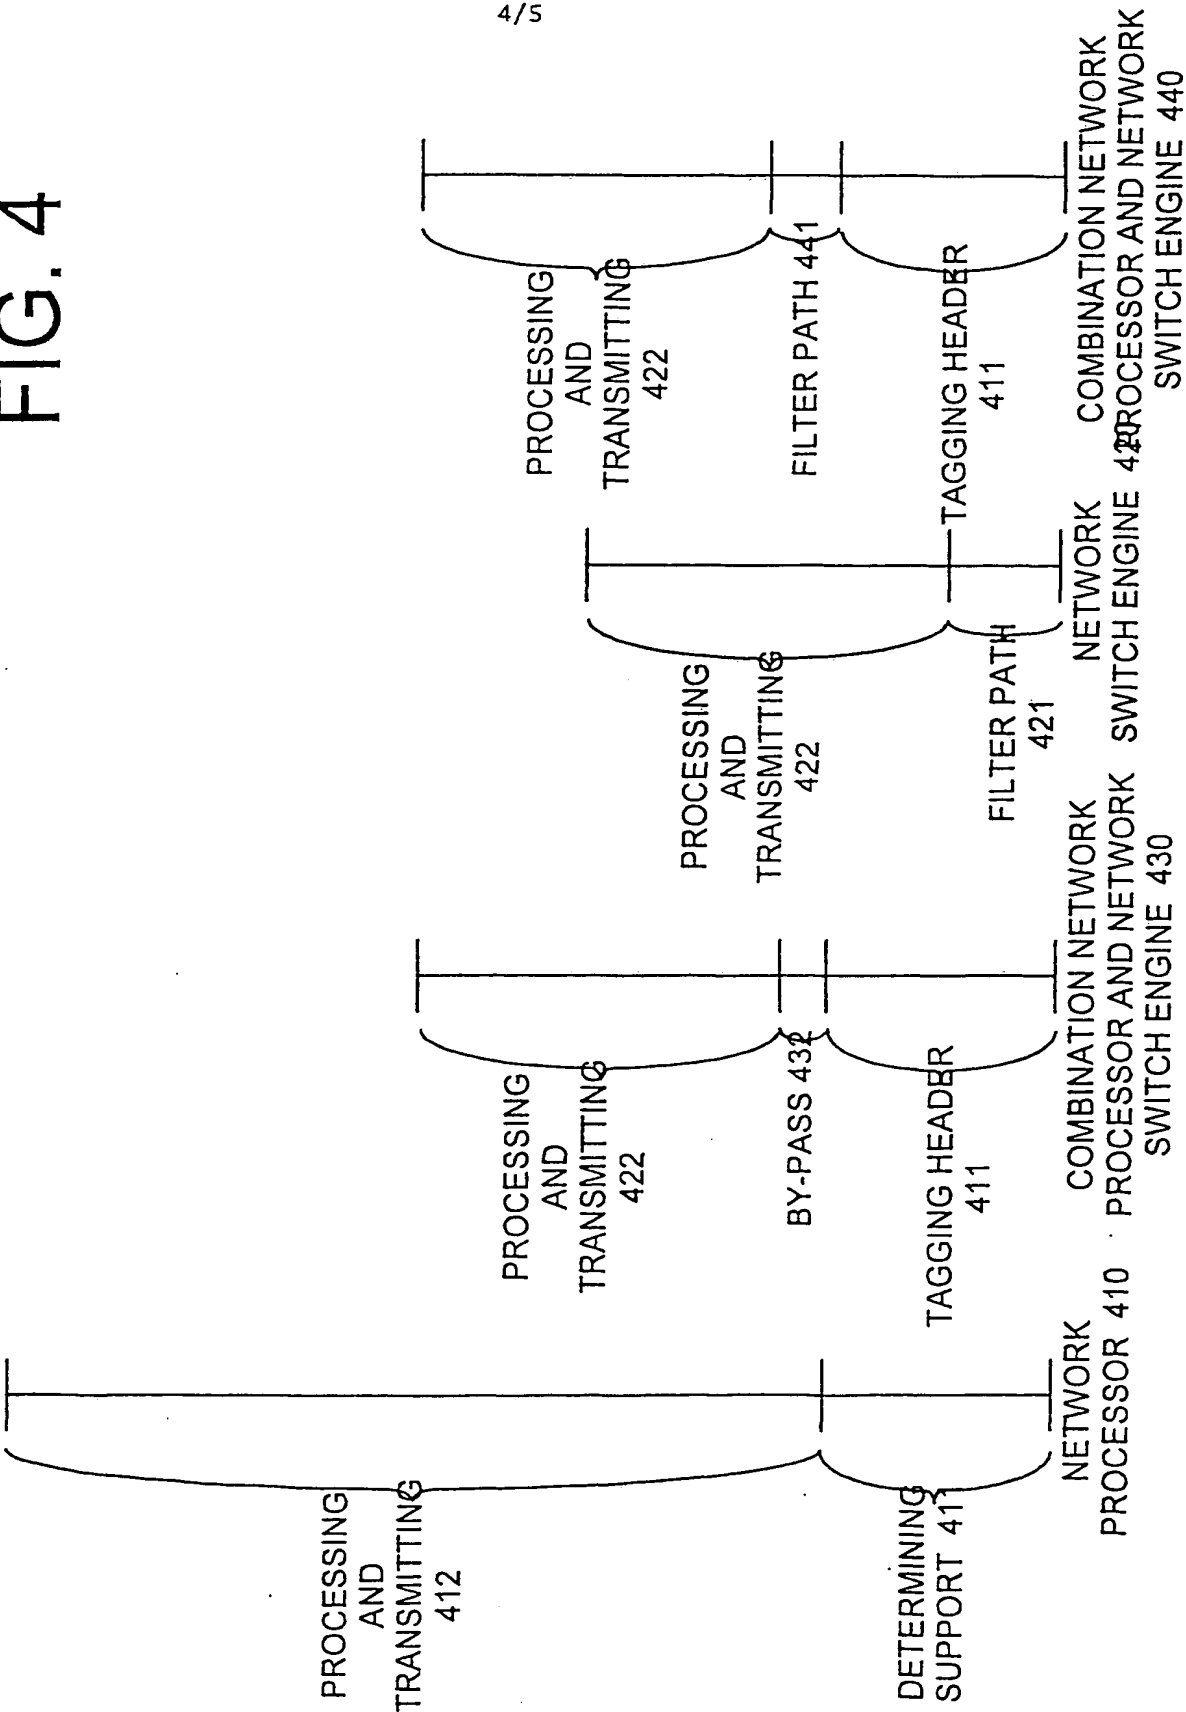 4/5
FIG. 4
PROCESSING
AND
TRANSMITTING
412
DETERMINING
SUPPORT 411
NETWORK
PROCESSOR 410
PROCESSING
AND
TRANSMITTING
422
BY-PASS 432
TAGGING HEADER
411
COMBINATION NETWORK
PROCESSOR AND NETWORK
SWITCH ENGINE 430
PROCESSING
AND
TRANSMITTING
422
FILTER PATH
421
NETWORK
SWITCH ENGINE 420
PROCESSING
AND
TRANSMITTING
422
FILTER PATH 441
TAGGING HEADER
411
COMBINATION NETWORK
PROCESSOR AND NETWORK
SWITCH ENGINE 440